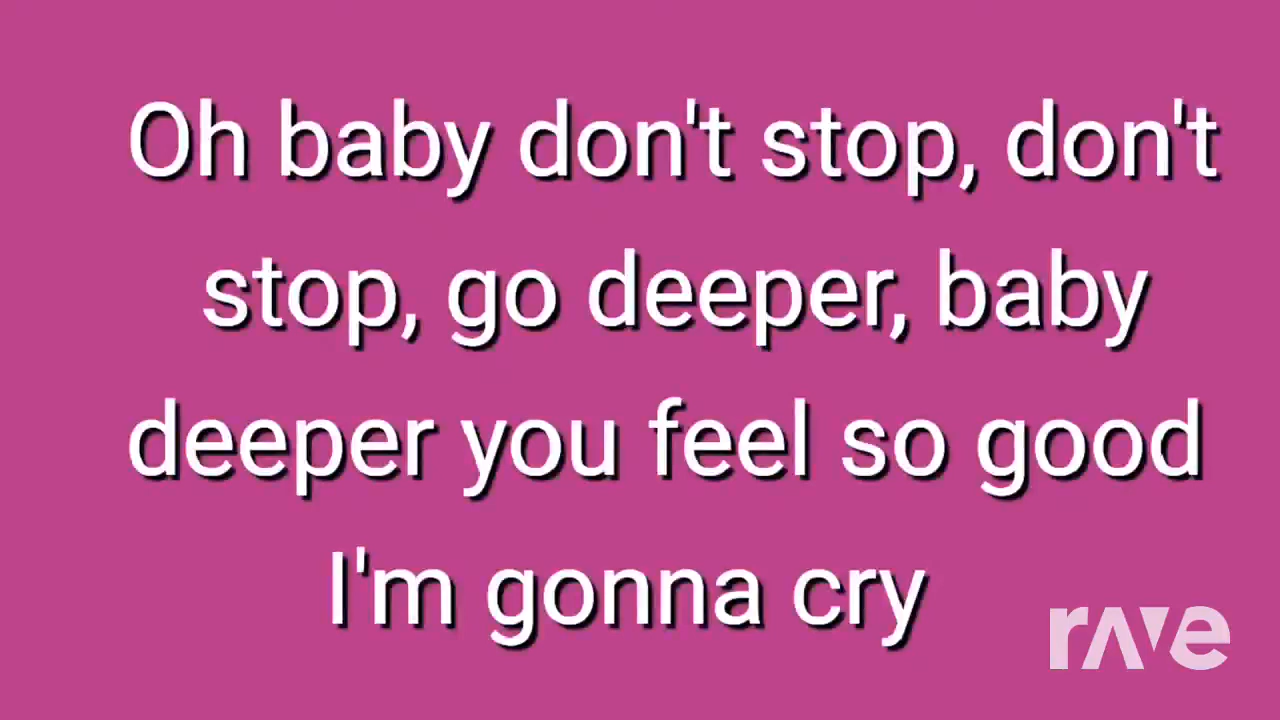 Oh baby don't stop, don't
stop, go deeper, baby
deeper you feel so good
I'm gonna cry
rave